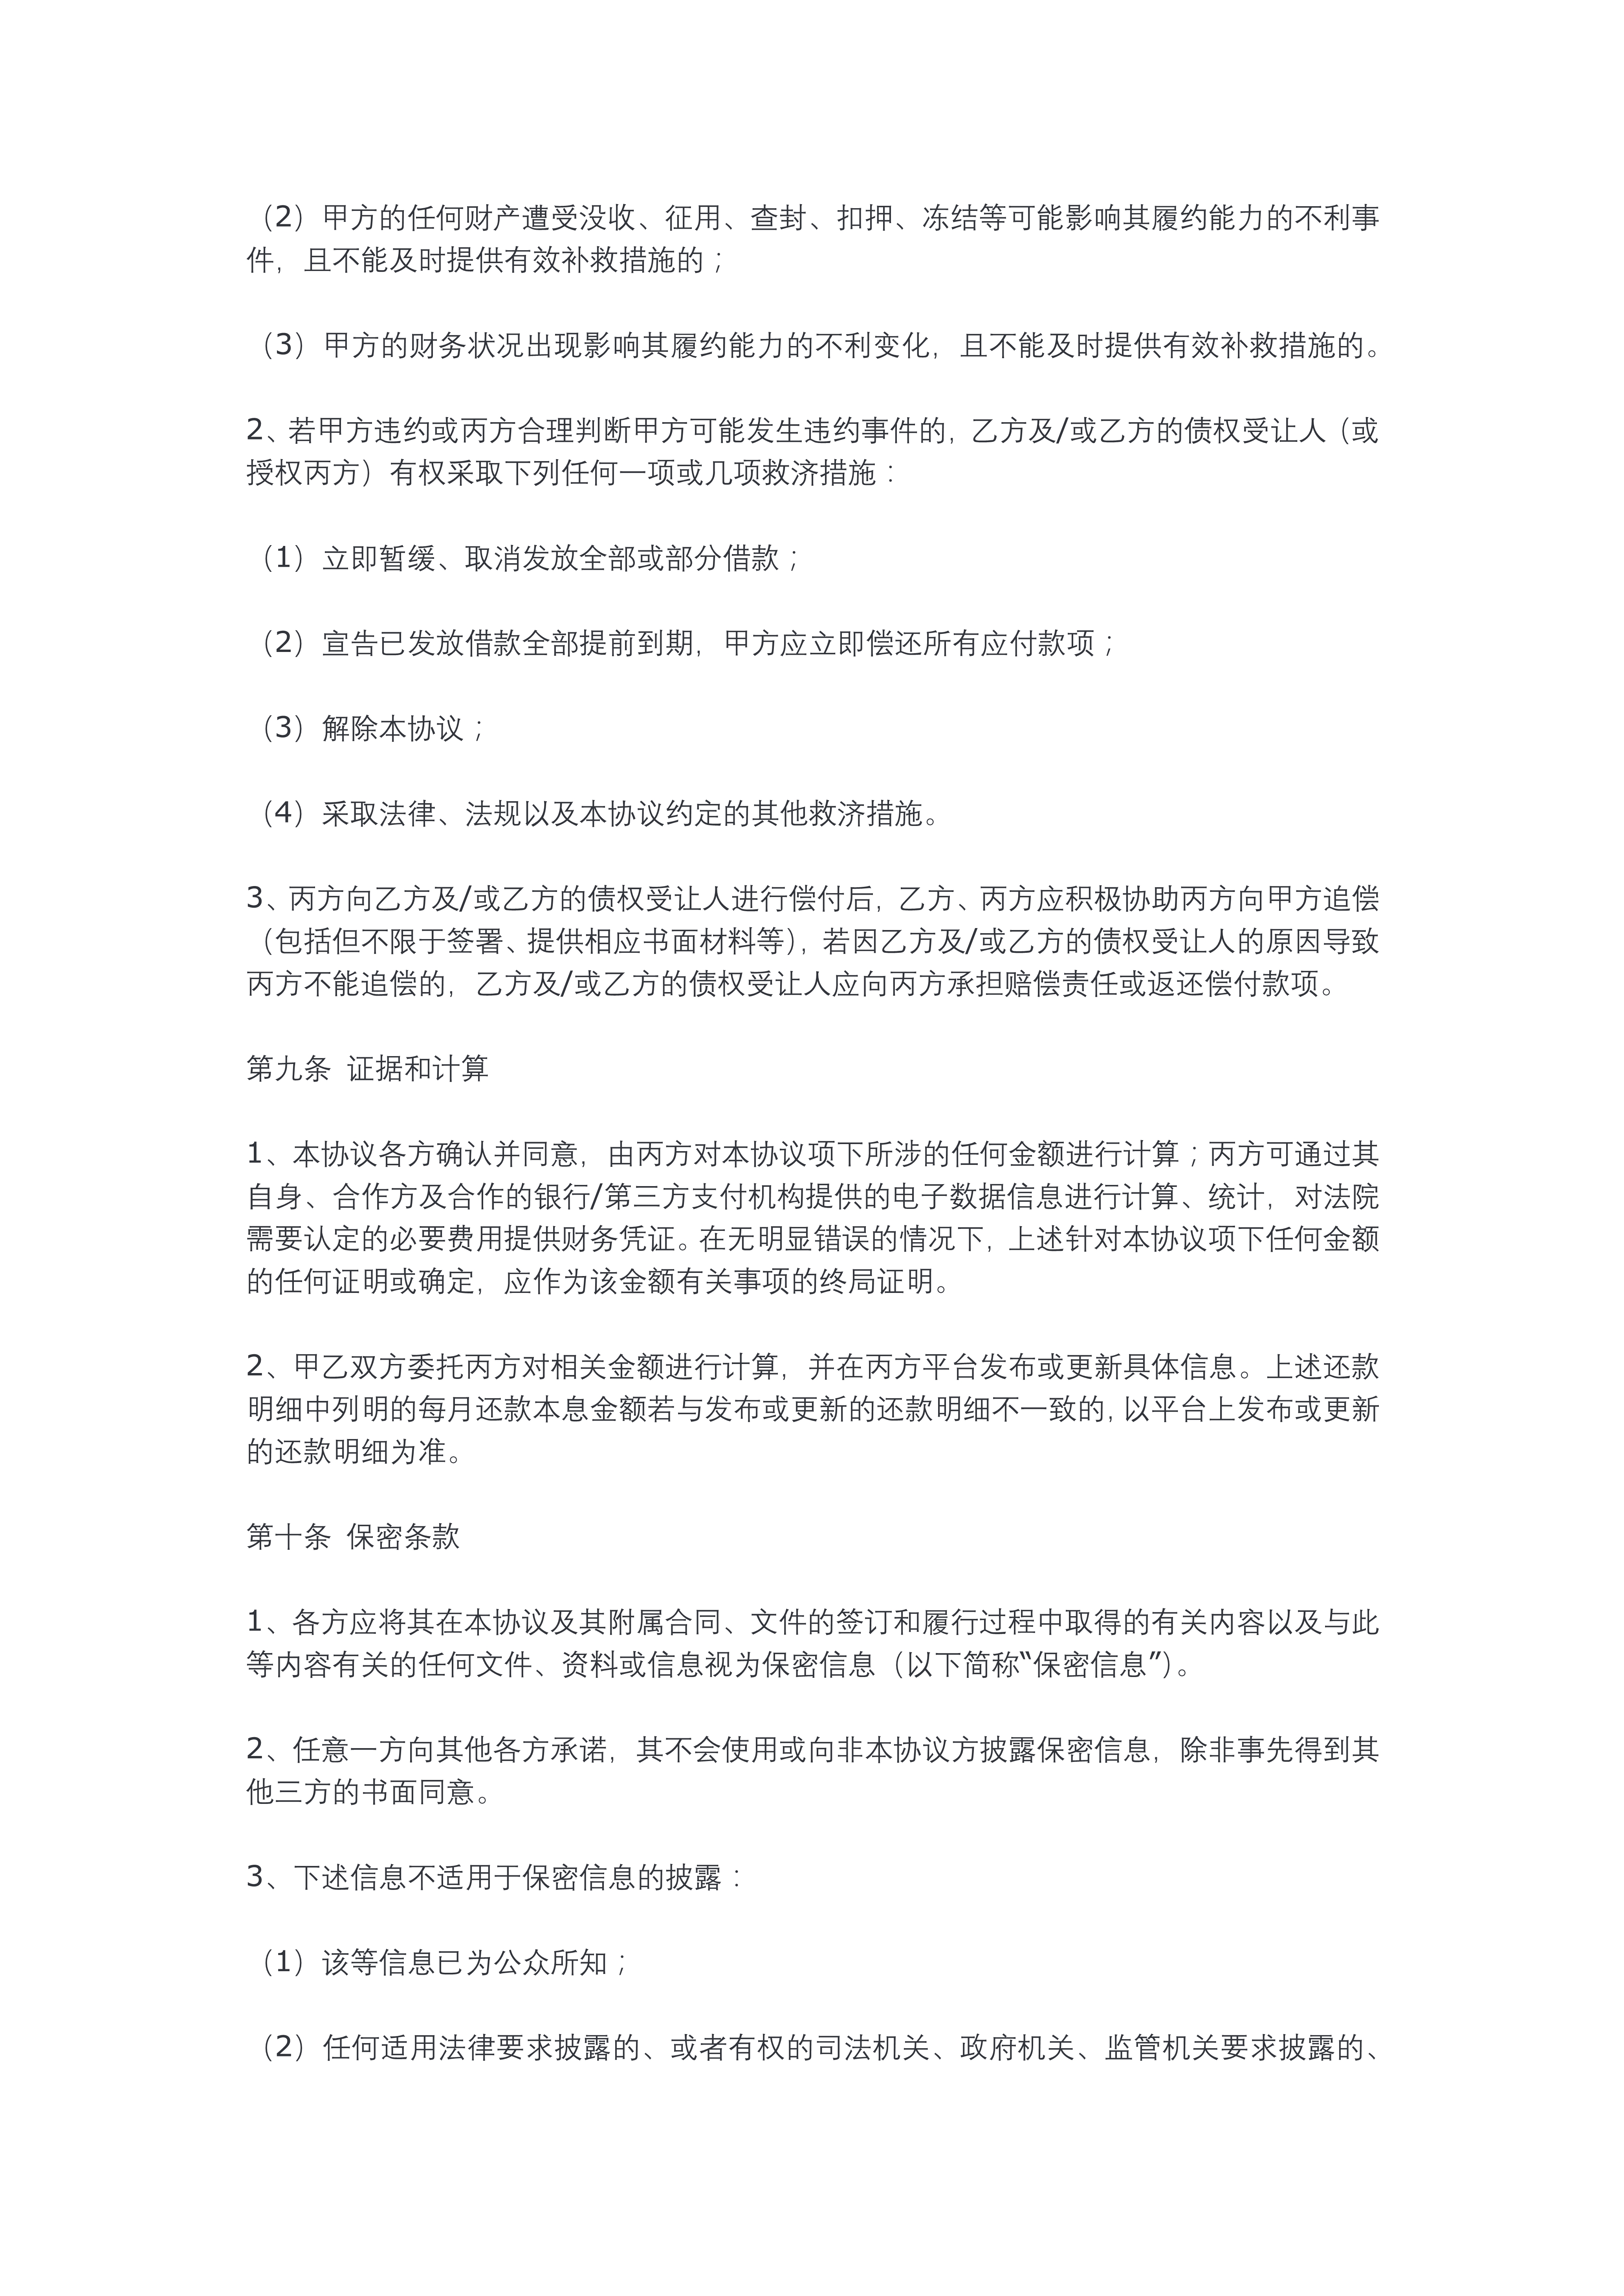 （2）甲方的任何财产遭受没收、征用、查封、扣押、冻结等可能影响其履约能力的不利事
件，且不能及时提供有效补救措施的；
（3）甲方的财务状况出现影响其履约能力的不利变化，且不能及时提供有效补救措施的。
2、若甲方违约或丙方合理判断甲方可能发生违约事件的，乙方及/或乙方的债权受让人（或
授权丙方）有权采取下列任何一项或几项救济措施：
（1）立即暂缓、取消发放全部或部分借款；
（2）宣告已发放借款全部提前到期，甲方应立即偿还所有应付款项；
（3）解除本协议；
（4）采取法律、法规以及本协议约定的其他救济措施。
3、丙方向乙方及/或乙方的债权受让人进行偿付后，乙方、丙方应积极协助丙方向甲方追偿
（包括但不限于签署、提供相应书面材料等），若因乙方及/或乙方的债权受让人的原因导致
丙方不能追偿的，乙方及/或乙方的债权受让人应向丙方承担赔偿责任或返还偿付款项。
第九条 证据和计算
1、本协议各方确认并同意，由丙方对本协议项下所涉的任何金额进行计算；丙方可通过其
自身、合作方及合作的银行/第三方支付机构提供的电子数据信息进行计算、统计，对法院
需要认定的必要费用提供财务凭证。在无明显错误的情况下，上述针对本协议项下任何金额
的任何证明或确定，应作为该金额有关事项的终局证明。
2、甲乙双方委托丙方对相关金额进行计算，并在丙方平台发布或更新具体信息。上述还款
明细中列明的每月还款本息金额若与发布或更新的还款明细不一致的，以平台上发布或更新
的还款明细为准。
第十条 保密条款
1、各方应将其在本协议及其附属合同、文件的签订和履行过程中取得的有关内容以及与此
等内容有关的任何文件、资料或信息视为保密信息（以下简称“保密信息”）。
2、任意一方向其他各方承诺，其不会使用或向非本协议方披露保密信息，除非事先得到其
他三方的书面同意。
3、下述信息不适用于保密信息的披露：
（1）该等信息已为公众所知；
（2）任何适用法律要求披露的、或者有权的司法机关、政府机关、监管机关要求披露的、